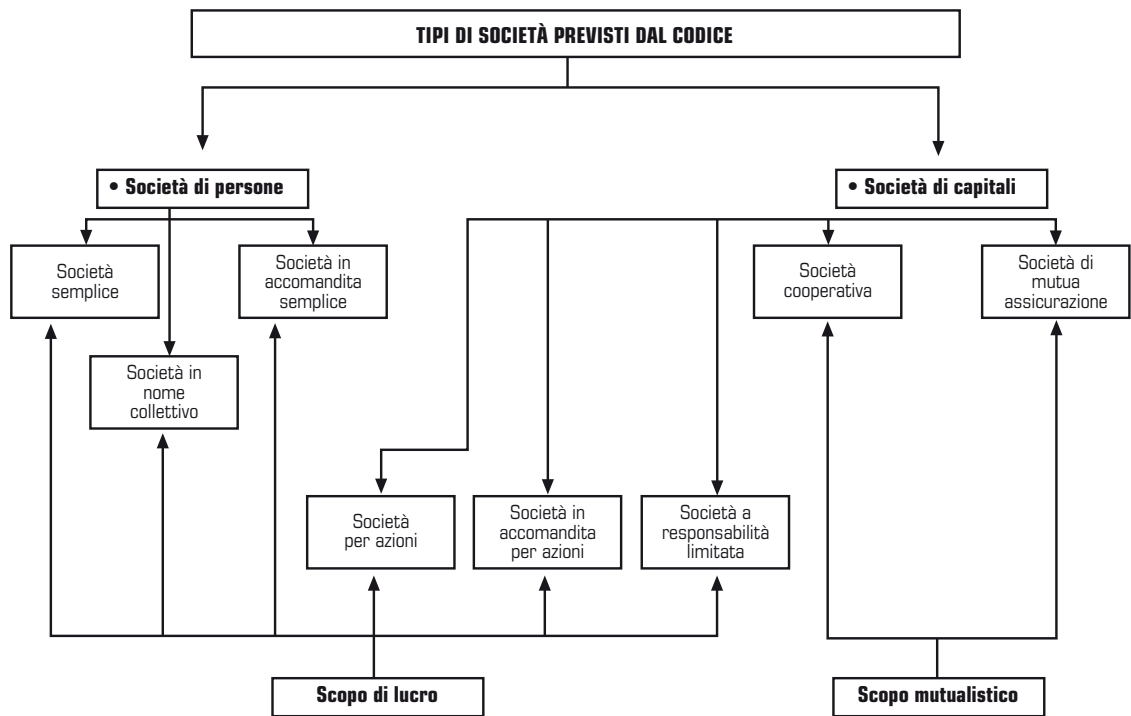 TIPI DI SOCIETÀ PREVISTI DAL CODICE
• Società di persone
• Società di capitali
Società
semplice
Società in
accomandita
semplice
Società
cooperativa
Società di
mutua
assicurazione
Società in
nome
collettivo
Società
per azioni
Società in
accomandita
per azioni
Società a
responsabilità
limitata
Scopo di lucro
Scopo mutualistico